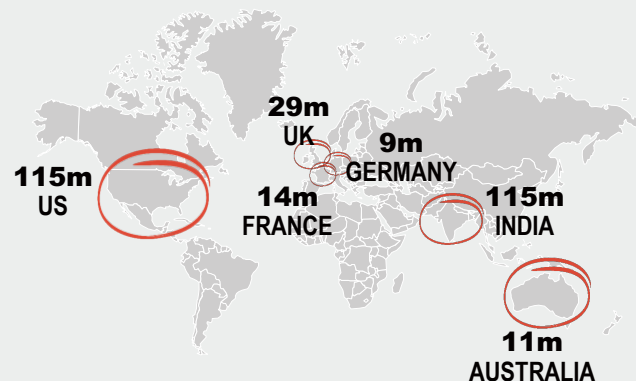 29m
UK
9m
GERMANY
115m
US
14m
FRANCE
115m
INDIA
11m
AUSTRALIA